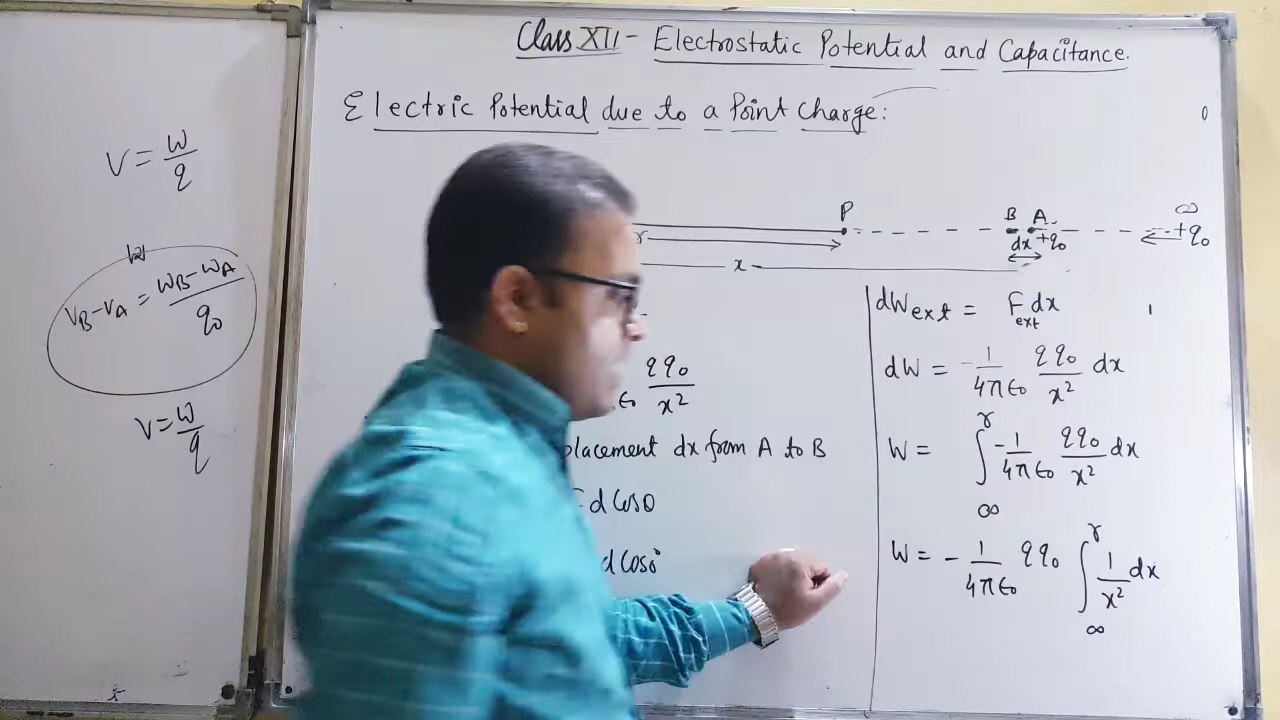 Class XII - Electrostatic Potential and Capacitance.
Electric Potential due to a Point Charge:
V = W/q
V_B - V_A = W_B - W_A / q₀
V = W/q
P B A ∞
dx +q₀ +q₀
r
x
qq₀/x²
placement dx from A to B
d Cosθ
d Cos0°
dW_ext = F_ext dx
dW = -1/4πε₀ qq₀/x² dx
W = ∫_∞^r -1/4πε₀ qq₀/x² dx
W = -1/4πε₀ qq₀ ∫_∞^r 1/x² dx